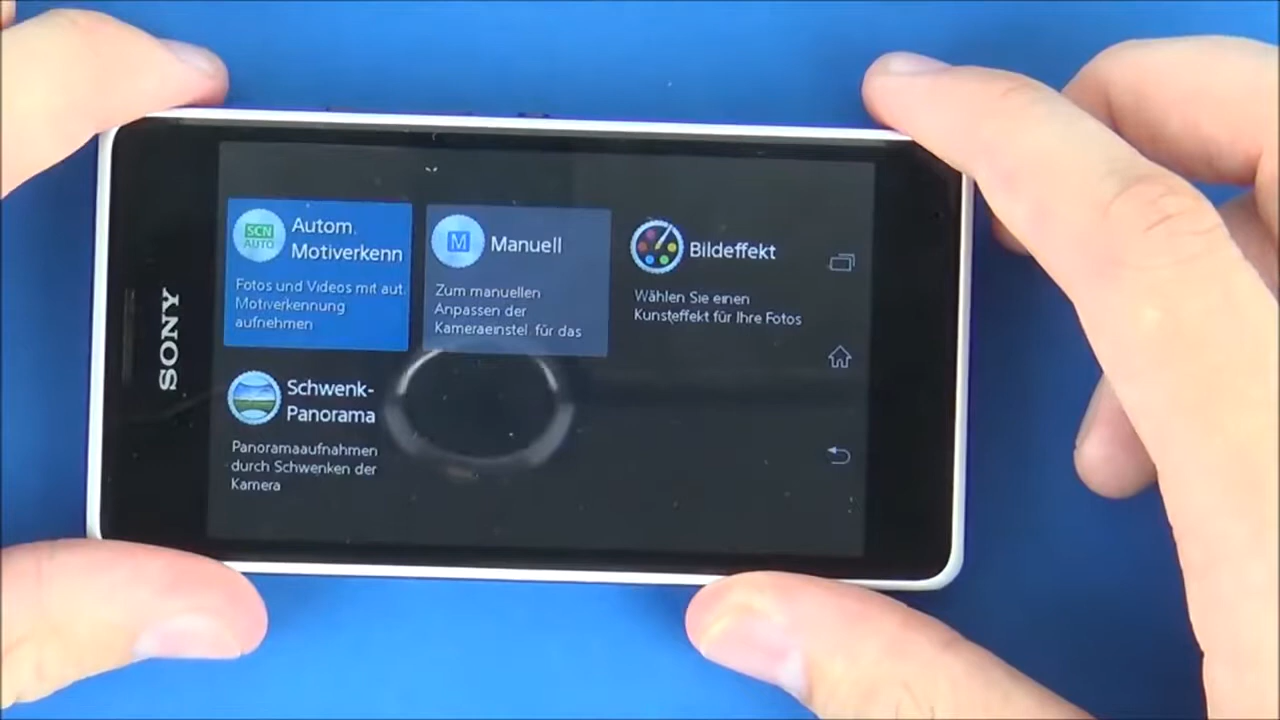 SONY
SCN
AUTO
Autom.
Motiverkenn
Fotos und Videos mit aut.
Motiverkennung
aufnehmen
M
Manuell
Zum manuellen
Anpassen der
Kameraeinstel. für das
Bildeffekt
Wählen Sie einen
Kunsteffekt für Ihre Fotos
Schwenk-
Panorama
Panoramaaufnahmen
durch Schwenken der
Kamera